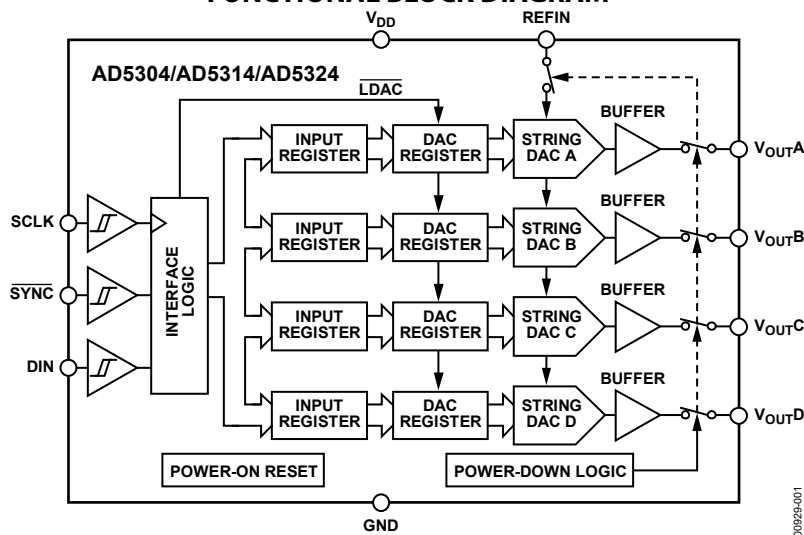 FUNCTIONAL BLOCK DIAGRAM
VDD
REFIN
AD5304/AD5314/AD5324
LDAC
INPUT
REGISTER
DAC
REGISTER
STRING
DAC A
BUFFER
VOUTA
SCLK
INPUT
REGISTER
DAC
REGISTER
STRING
DAC B
BUFFER
VOUTB
SYNC
INTERFACE
LOGIC
INPUT
REGISTER
DAC
REGISTER
STRING
DAC C
BUFFER
VOUTC
DIN
INPUT
REGISTER
DAC
REGISTER
STRING
DAC D
BUFFER
VOUTD
POWER-ON RESET
POWER-DOWN LOGIC
GND
00929-001